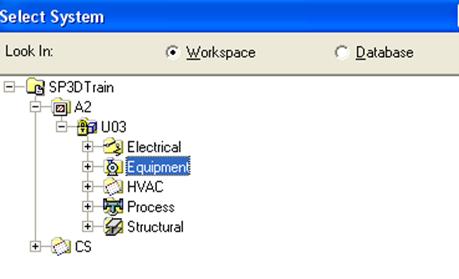 Select System
Look In: Workspace Database
SP3DTrain
A2
U03
Electrical
Equipment
HVAC
Process
Structural
CS